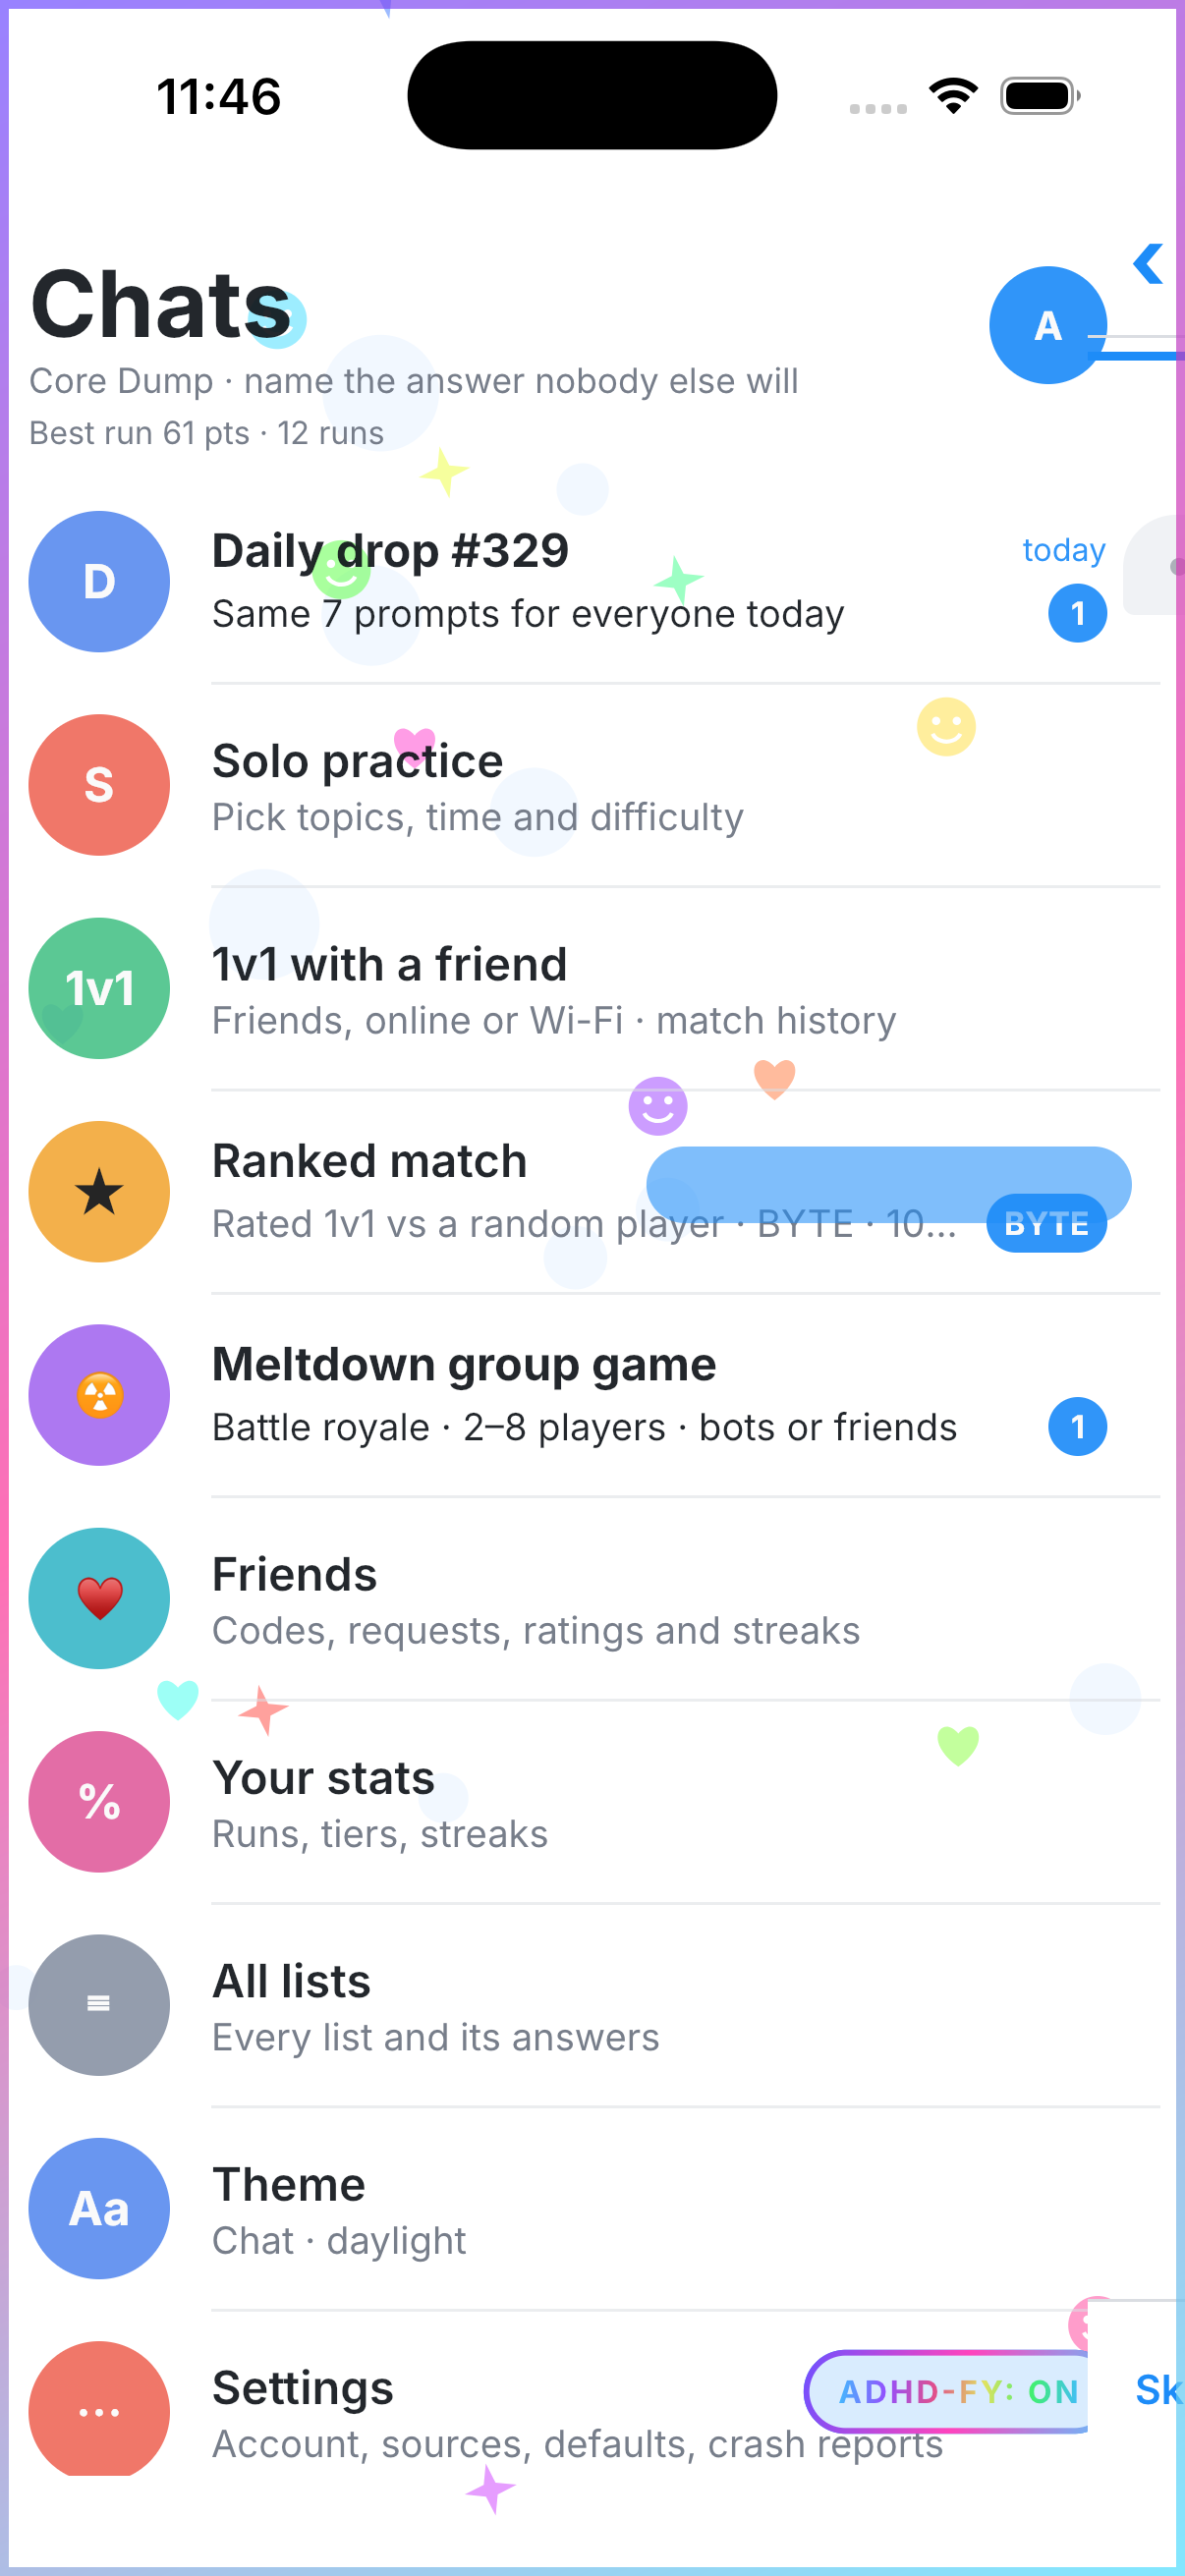 11:46
Chats
A
Core Dump · name the answer nobody else will
Best run 61 pts · 12 runs
D
Daily drop #329
today
Same 7 prompts for everyone today
1
S
Solo practice
Pick topics, time and difficulty
1v1
1v1 with a friend
Friends, online or Wi-Fi · match history
Ranked match
Rated 1v1 vs a random player · BYTE · 10...
BYTE
Meltdown group game
Battle royale · 2–8 players · bots or friends
1
Friends
Codes, requests, ratings and streaks
%
Your stats
Runs, tiers, streaks
All lists
Every list and its answers
Aa
Theme
Chat · daylight
Settings
ADHD-FY: ON
Sk
Account, sources, defaults, crash reports